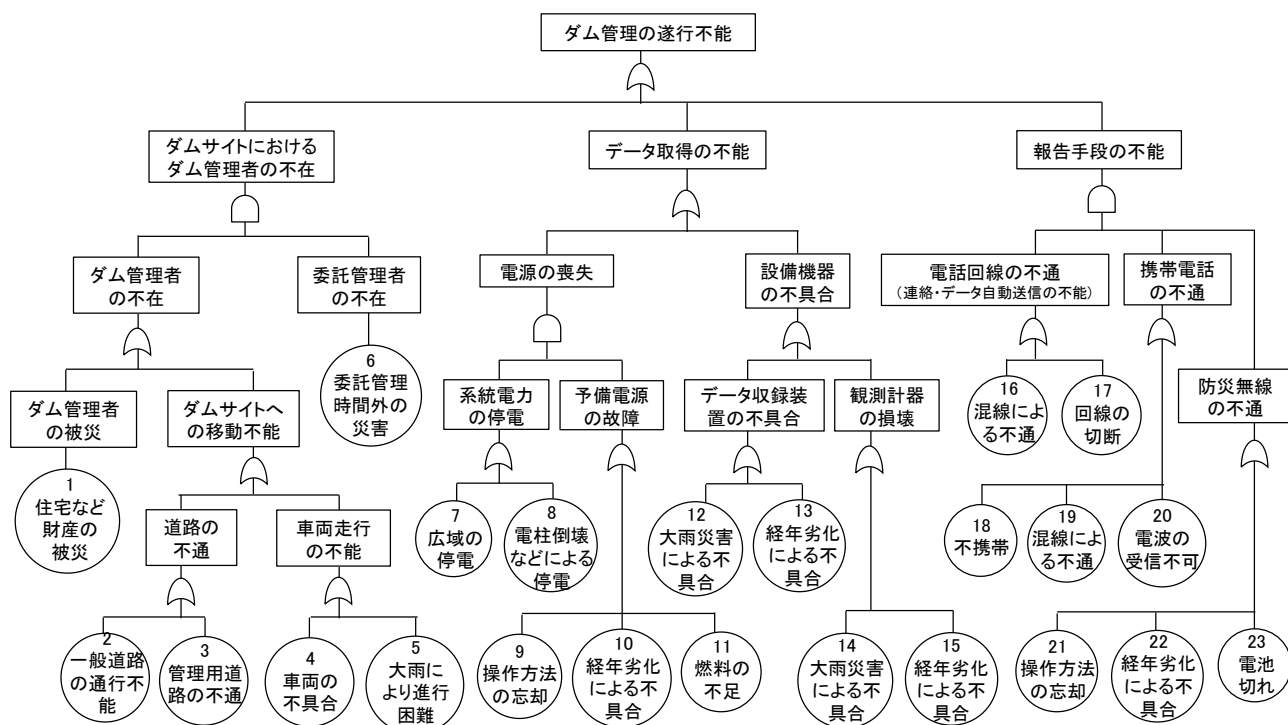 ダム管理の遂行不能
ダムサイトにおける
ダム管理者の不在
データ取得の不能
報告手段の不能
ダム管理者
の不在
委託管理者
の不在
電源の喪失
設備機器
の不具合
電話回線の不通
(連絡・データ自動送信の不能)
携帯電話
の不通
ダム管理者
の被災
ダムサイトへ
の移動不能
6
委託管理
時間外の
災害
系統電力
の停電
予備電源
の故障
データ収録装
置の不具合
観測計器
の損壊
16
混線によ
る不通
17
回線の
切断
防災無線
の不通
1
住宅など
財産の
被災
道路の
不通
車両走行
の不能
7
広域の
停電
8
電柱倒壊
などによる
停電
12
大雨災害
による不
具合
13
経年劣化
による不
具合
18
不携帯
19
混線によ
る不通
20
電波の
受信不可
2
一般道路
の通行不
能
3
管理用道
路の不通
4
車両の
不具合
5
大雨に
より進行
困難
9
操作方法
の忘却
10
経年劣化
による不
具合
11
燃料の
不足
14
大雨災害
による不
具合
15
経年劣化
による不
具合
21
操作方法
の忘却
22
経年劣化
による不
具合
23
電池
切れ